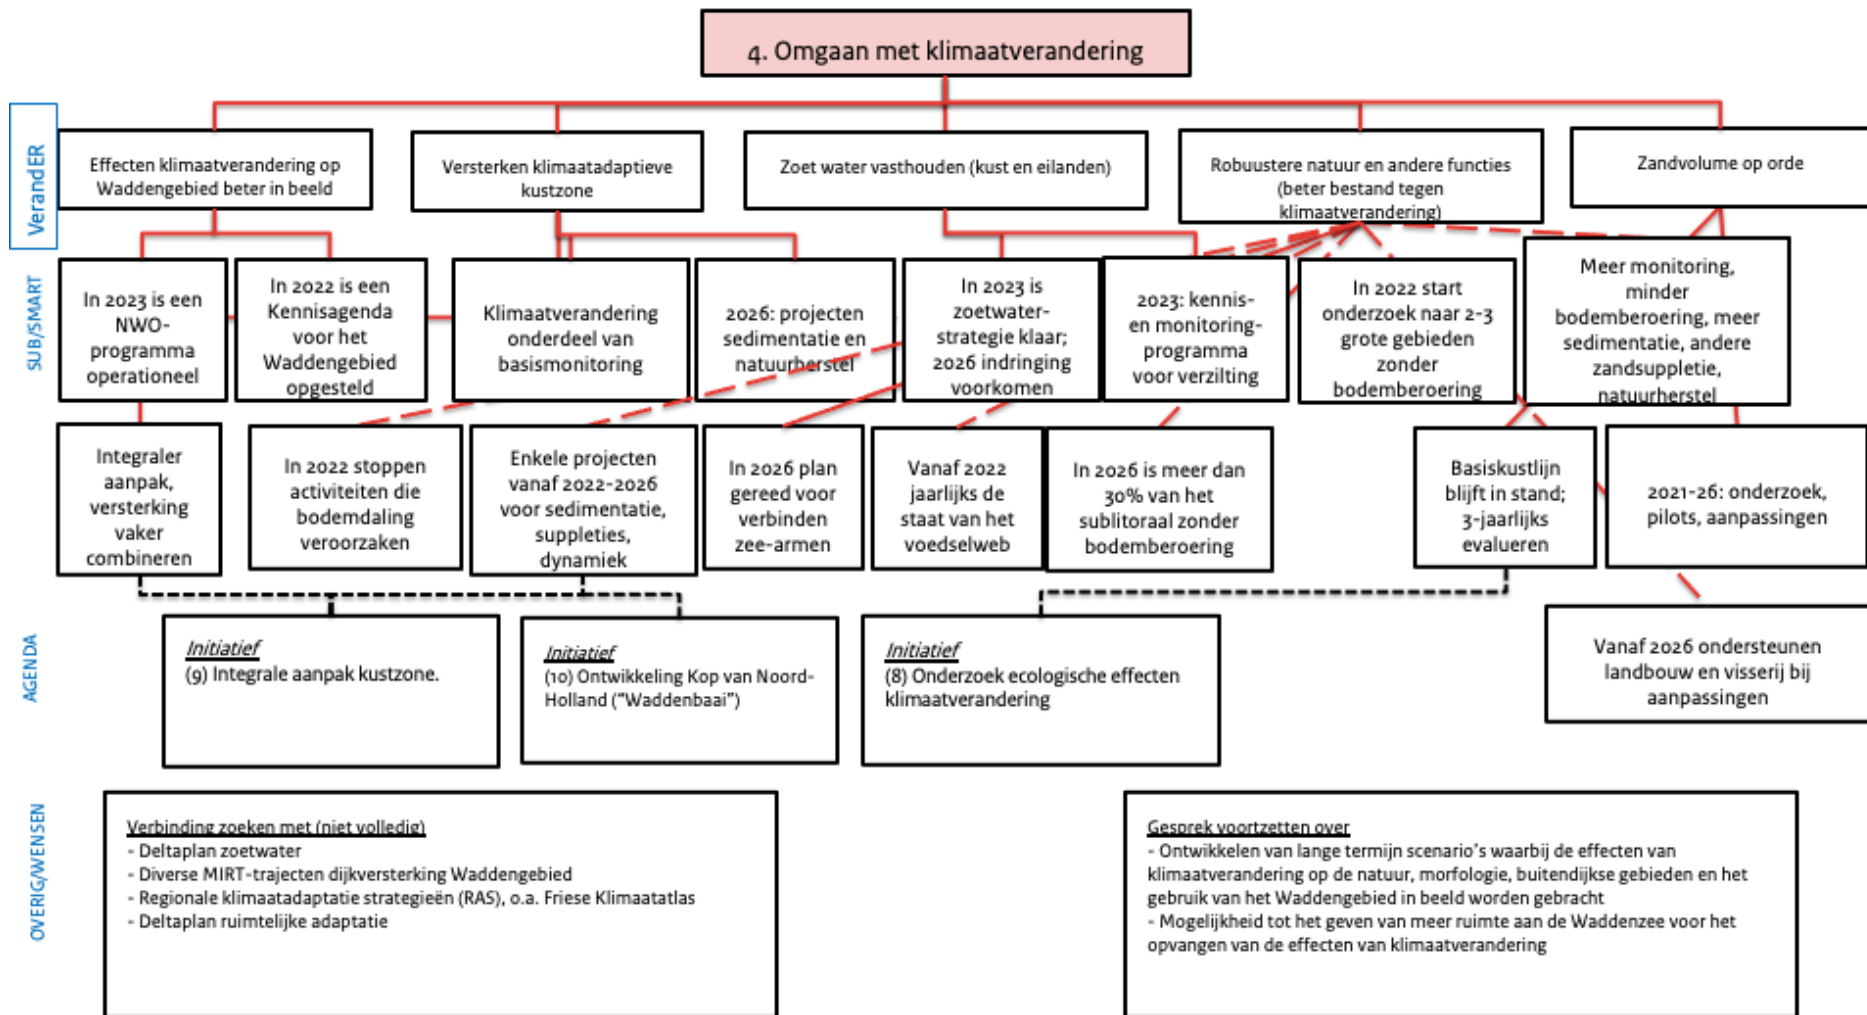 4. Omgaan met klimaatverandering
VeranDER
Effecten klimaatverandering op
Waddengebied beter in beeld
Versterken klimaatadaptieve
kustzone
Zoet water vasthouden (kust en eilanden)
Robuustere natuur en andere functies
(beter bestand tegen
klimaatverandering)
Zandvolume op orde
SUB/SMART
In 2023 is een
NWO-
programma
operationeel
In 2022 is een
Kennisagenda
voor het
Waddengebied
opgesteld
Klimaatverandering
onderdeel van
basismonitoring
2026: projecten
sedimentatie en
natuurherstel
In 2023 is
zoetwater-
strategie klaar;
2026 indringing
voorkomen
2023: kennis-
en monitoring-
programma
voor verzilting
In 2022 start
onderzoek naar 2-3
grote gebieden
zonder
bodemberoering
Meer monitoring,
minder
bodemberoering, meer
sedimentatie, andere
zandsuppletie,
natuurherstel
Integraler
aanpak,
versterking
vaker
combineren
In 2022 stoppen
activiteiten die
bodemdaling
veroorzaken
Enkele projecten
vanaf 2022-2026
voor sedimentatie,
suppleties,
dynamiek
In 2026 plan
gereed voor
verbinden
zee-armen
Vanaf 2022
jaarlijks de
staat van het
voedselweb
In 2026 is meer dan
30% van het
sublitoraal zonder
bodemberoering
Basiskustlijn
blijft in stand;
3-jaarlijks
evalueren
2021-26: onderzoek,
pilots, aanpassingen
AGENDA
Initiatief
(9) Integrale aanpak kustzone.
Initiatief
(10) Ontwikkeling Kop van Noord-
Holland (“Waddenbaai”)
Initiatief
(8) Onderzoek ecologische effecten
klimaatverandering
Vanaf 2026 ondersteunen
landbouw en visserij bij
aanpassingen
OVERIG/WENSEN
Verbinding zoeken met (niet volledig)
- Deltaplan zoetwater
- Diverse MIRT-trajecten dijkversterking Waddengebied
- Regionale klimaatadaptatie strategieën (RAS), o.a. Friese Klimaatatlas
- Deltaplan ruimtelijke adaptatie
Gesprek voortzetten over
- Ontwikkelen van lange termijn scenario’s waarbij de effecten van
klimaatverandering op de natuur, morfologie, buitendijkse gebieden en het
gebruik van het Waddengebied in beeld worden gebracht
- Mogelijkheid tot het geven van meer ruimte aan de Waddenzee voor het
opvangen van de effecten van klimaatverandering